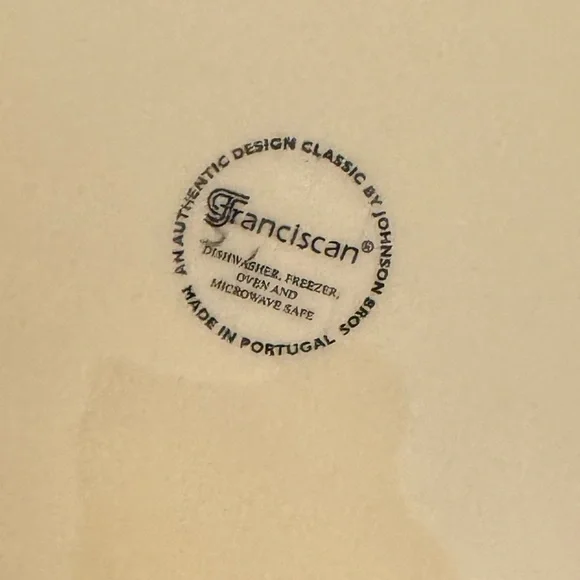 AN AUTHENTIC DESIGN CLASSIC BY JOHNSON BROS
Franciscan®
DISHWASHER, FREEZER,
OVEN AND
MICROWAVE SAFE
MADE IN PORTUGAL